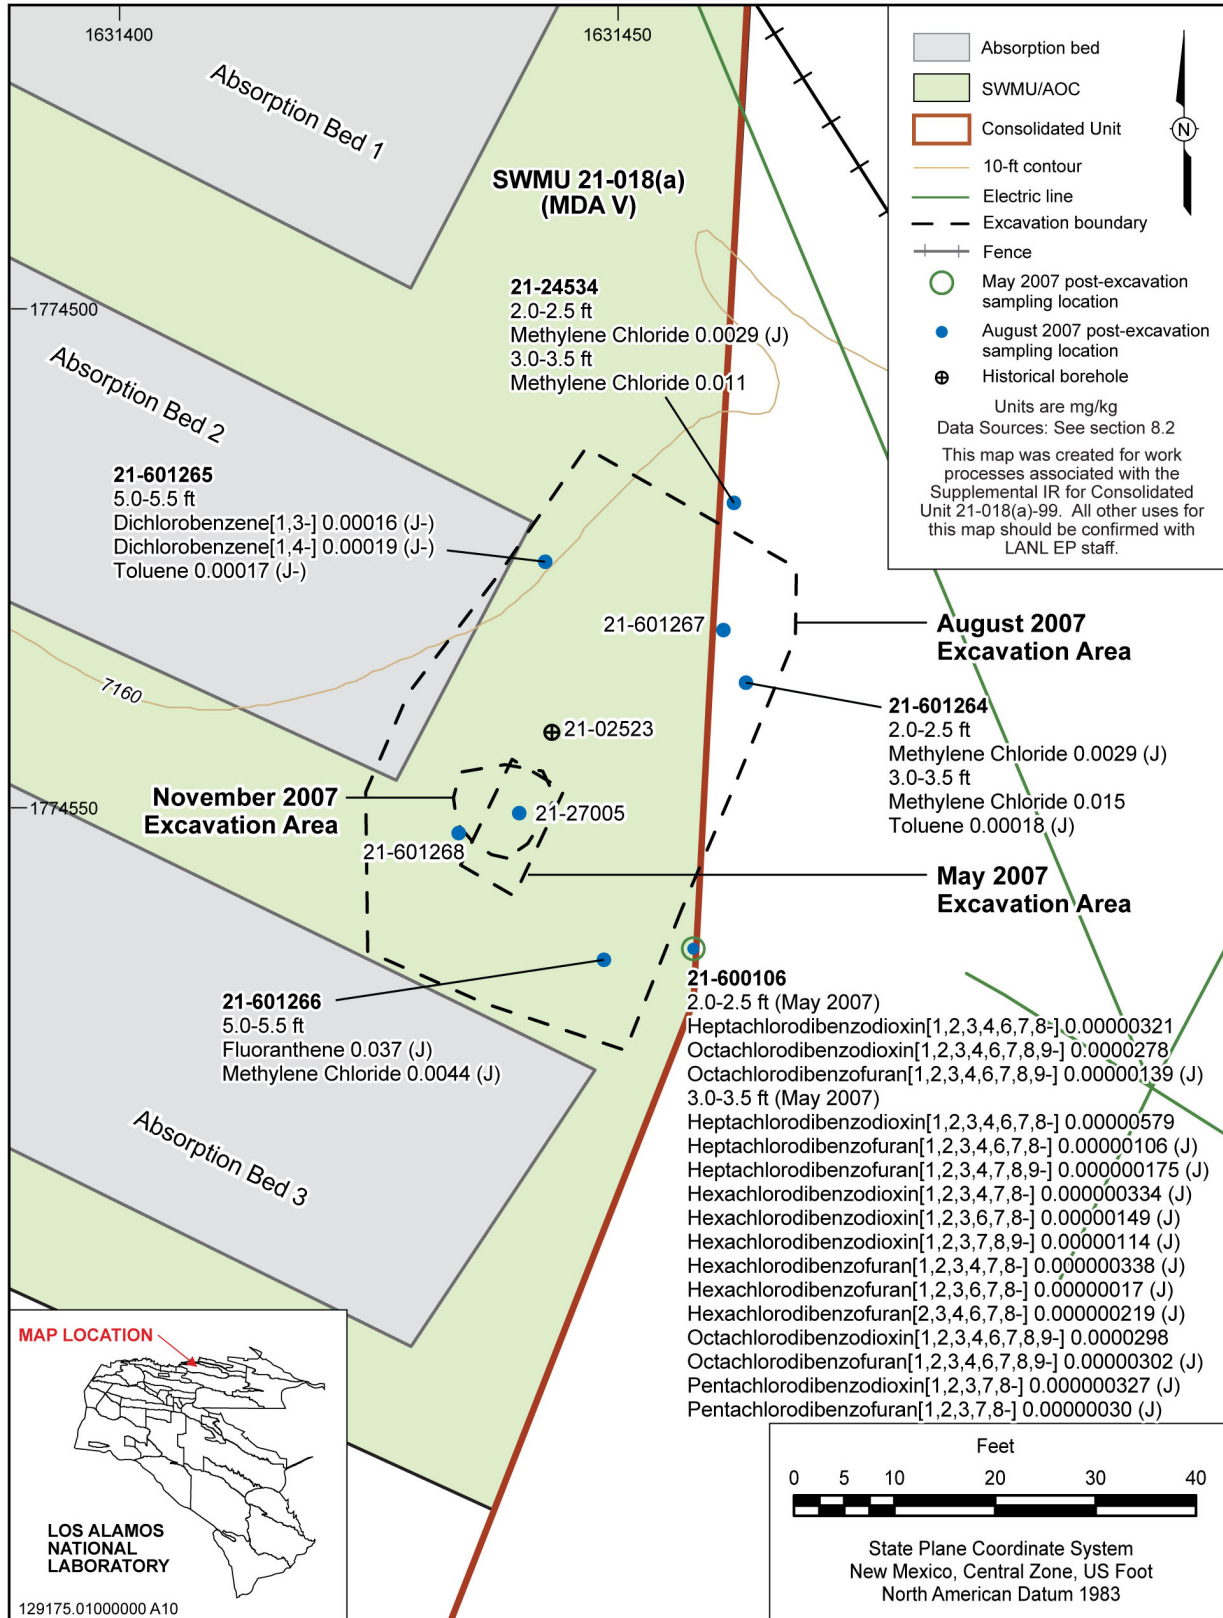 1631400
1631450
Absorption Bed 1
SWMU 21-018(a)
(MDA V)
Absorption bed
SWMU/AOC
Consolidated Unit
10-ft contour
Electric line
Excavation boundary
Fence
May 2007 post-excavation
sampling location
August 2007 post-excavation
sampling location
Historical borehole
Units are mg/kg
Data Sources: See section 8.2
This map was created for work
processes associated with the
Supplemental IR for Consolidated
Unit 21-018(a)-99. All other uses for
this map should be confirmed with
LANL EP staff.
N
1774500
21-24534
2.0-2.5 ft
Methylene Chloride 0.0029 (J)
3.0-3.5 ft
Methylene Chloride 0.011
Absorption Bed 2
21-601265
5.0-5.5 ft
Dichlorobenzene[1,3-] 0.00016 (J-)
Dichlorobenzene[1,4-] 0.00019 (J-)
Toluene 0.00017 (J-)
21-601267
August 2007
Excavation Area
7160
21-601264
2.0-2.5 ft
Methylene Chloride 0.0029 (J)
3.0-3.5 ft
Methylene Chloride 0.015
Toluene 0.00018 (J)
21-02523
November 2007
Excavation Area
1774550
21-27005
21-601268
May 2007
Excavation Area
21-601266
5.0-5.5 ft
Fluoranthene 0.037 (J)
Methylene Chloride 0.0044 (J)
21-600106
2.0-2.5 ft (May 2007)
Heptachlorodibenzodioxin[1,2,3,4,6,7,8-] 0.00000321
Octachlorodibenzodioxin[1,2,3,4,6,7,8,9-] 0.0000278
Octachlorodibenzofuran[1,2,3,4,6,7,8,9-] 0.00000139 (J)
3.0-3.5 ft (May 2007)
Heptachlorodibenzodioxin[1,2,3,4,6,7,8-] 0.00000579
Heptachlorodibenzofuran[1,2,3,4,6,7,8-] 0.00000106 (J)
Heptachlorodibenzofuran[1,2,3,4,7,8,9-] 0.000000175 (J)
Hexachlorodibenzodioxin[1,2,3,4,7,8-] 0.000000334 (J)
Hexachlorodibenzodioxin[1,2,3,6,7,8-] 0.00000149 (J)
Hexachlorodibenzodioxin[1,2,3,7,8,9-] 0.00000114 (J)
Hexachlorodibenzofuran[1,2,3,4,7,8-] 0.000000338 (J)
Hexachlorodibenzofuran[1,2,3,6,7,8-] 0.00000017 (J)
Hexachlorodibenzofuran[2,3,4,6,7,8-] 0.000000219 (J)
Octachlorodibenzodioxin[1,2,3,4,6,7,8,9-] 0.0000298
Octachlorodibenzofuran[1,2,3,4,6,7,8,9-] 0.00000302 (J)
Pentachlorodibenzodioxin[1,2,3,7,8-] 0.000000327 (J)
Pentachlorodibenzofuran[1,2,3,7,8-] 0.00000030 (J)
Absorption Bed 3
MAP LOCATION
LOS ALAMOS
NATIONAL
LABORATORY
129175.01000000 A10
Feet
0 5 10 20 30 40
State Plane Coordinate System
New Mexico, Central Zone, US Foot
North American Datum 1983